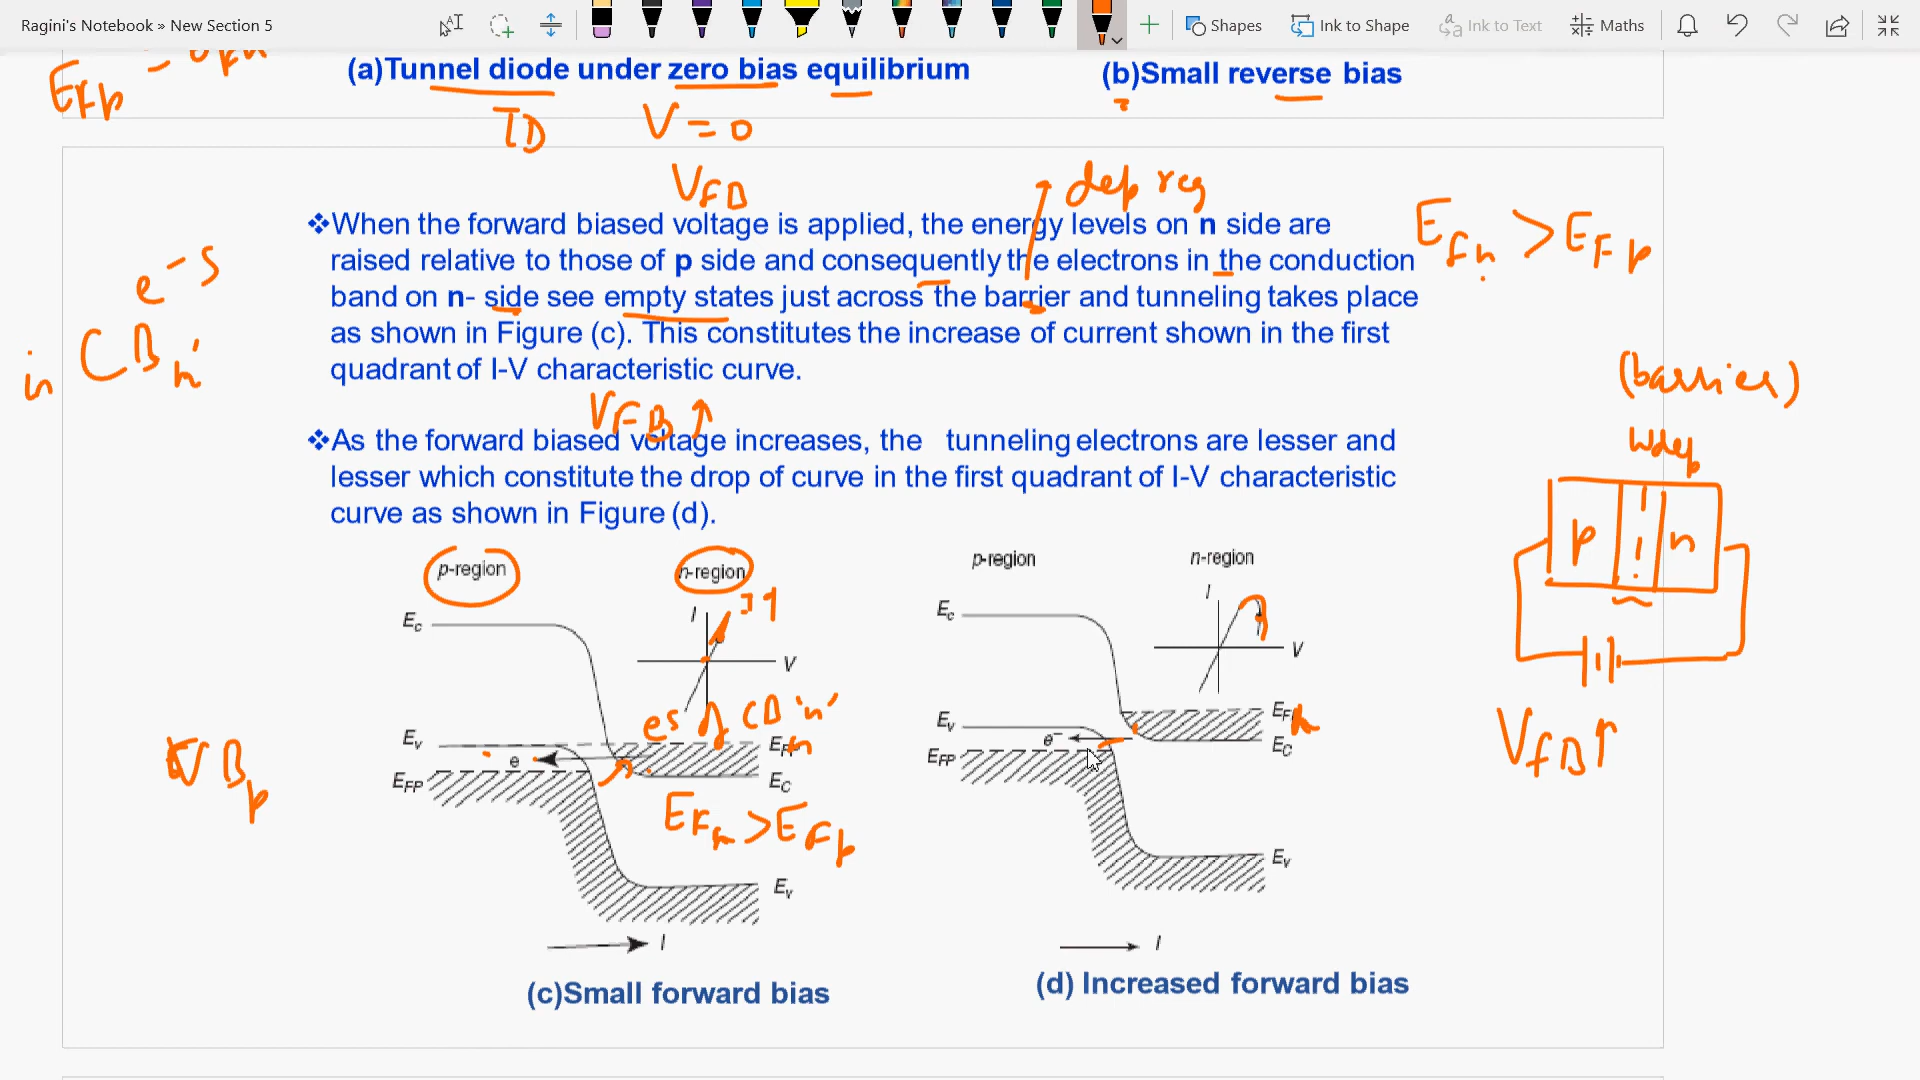 Ragini's Notebook » New Section 5
Shapes
Ink to Shape
Ink to Text
Maths
EFp =
(a)Tunnel diode under zero bias equilibrium
(b)Small reverse bias
TD
V = 0
VFB
dep reg
❖When the forward biased voltage is applied, the energy levels on n side are
raised relative to those of p side and consequently the electrons in the conduction
band on n- side see empty states just across the barrier and tunneling takes place
as shown in Figure (c). This constitutes the increase of current shown in the first
quadrant of I-V characteristic curve.
EFn > EFp
e-s
in CBn'
(barrier)
VFB ↑
❖As the forward biased voltage increases, the tunneling electrons are lesser and
lesser which constitute the drop of curve in the first quadrant of I-V characteristic
curve as shown in Figure (d).
Wdep
p n
VFB ↑
p-region
n-region
I
V
Ec
Ev
EFP
e
es of CB 'n'
EFn
EC
EFn > EFp
Ev
I
VBp
(c)Small forward bias
p-region
n-region
I
V
Ec
Ev
EFP
e-
EFn
EC
Ev
I
(d) Increased forward bias